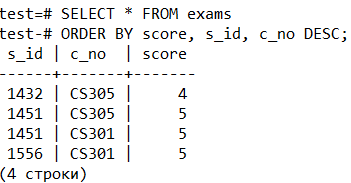 test=# SELECT * FROM exams
test-# ORDER BY score, s_id, c_no DESC;
 s_id | c_no  | score
------+-------+-------
 1432 | CS305 |     4
 1451 | CS305 |     5
 1451 | CS301 |     5
 1556 | CS301 |     5
(4 строки)